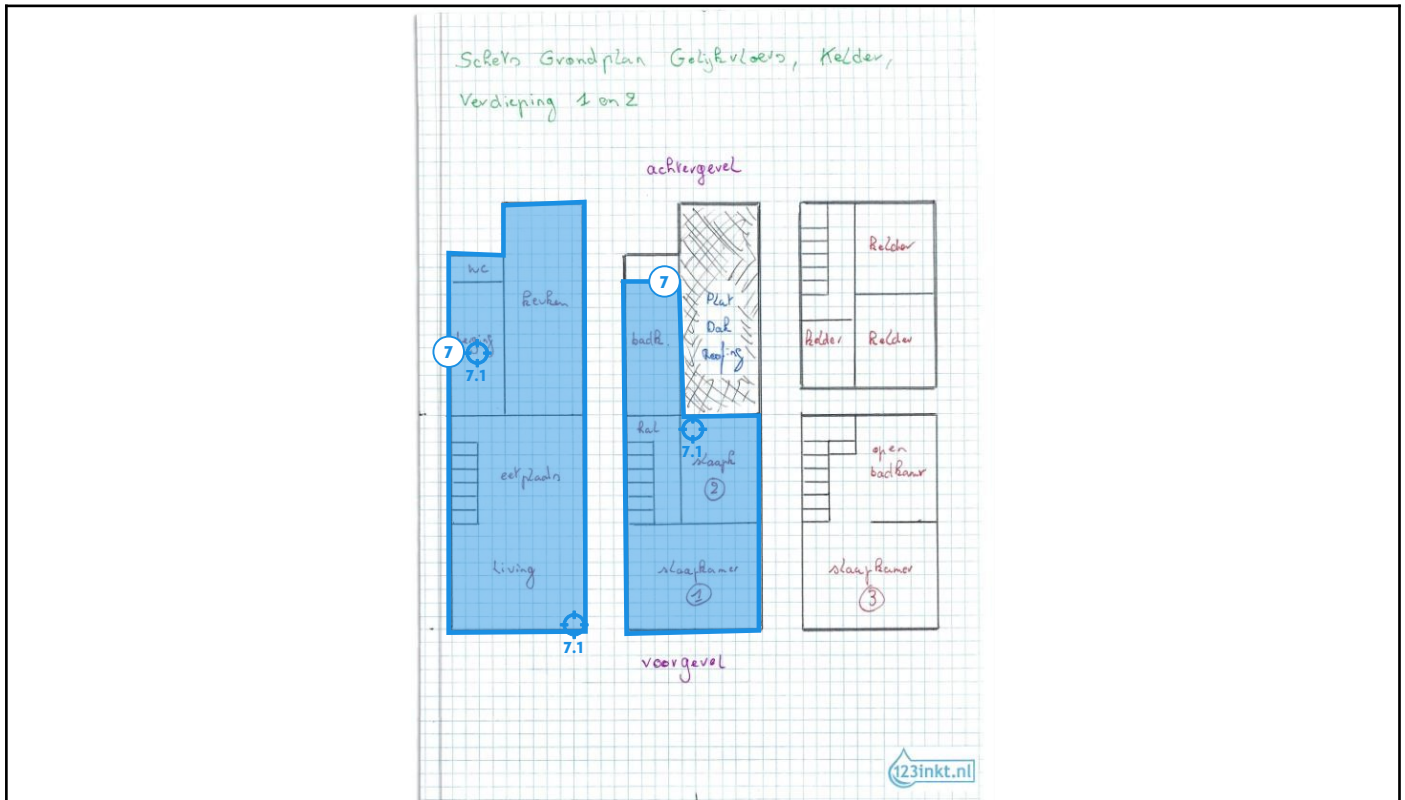 Schets Grondplan Gelijkvloers, Kelder,
Verdieping 1 en 2
achtergevel
wc
keuken
berging
7
7.1
eetplaats
living
7.1
7
badk.
Plat
Dak
Roofing
hal
7.1
slaapk
2
slaapkamer
1
kelder
kelder
kelder
open
badkamr
slaapkamer
3
voorgevel
123inkt.nl